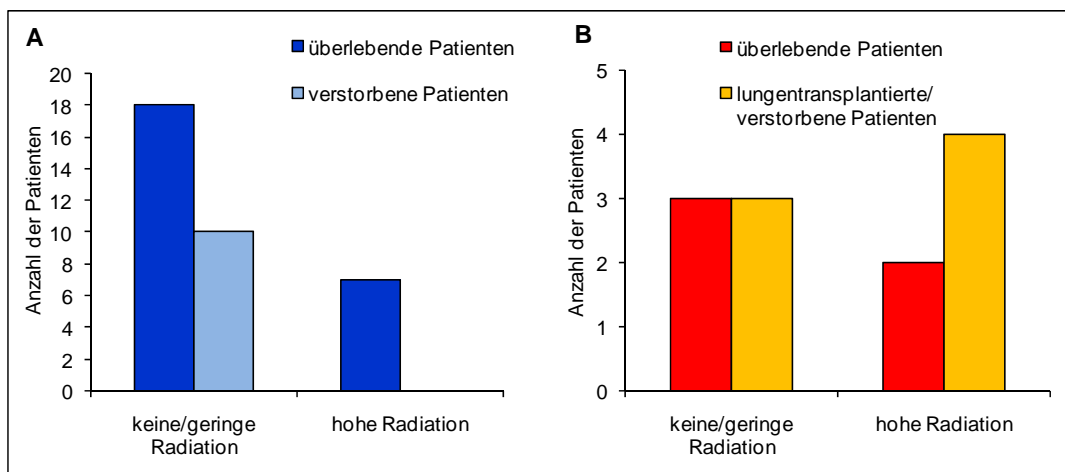 A
überlebende Patienten
verstorbene Patienten
Anzahl der Patienten
20
18
16
14
12
10
8
6
4
2
0
keine/geringe
Radiation
hohe Radiation
B
überlebende Patienten
lungentransplantierte/
verstorbene Patienten
Anzahl der Patienten
5
4
3
2
1
0
keine/geringe
Radiation
hohe Radiation